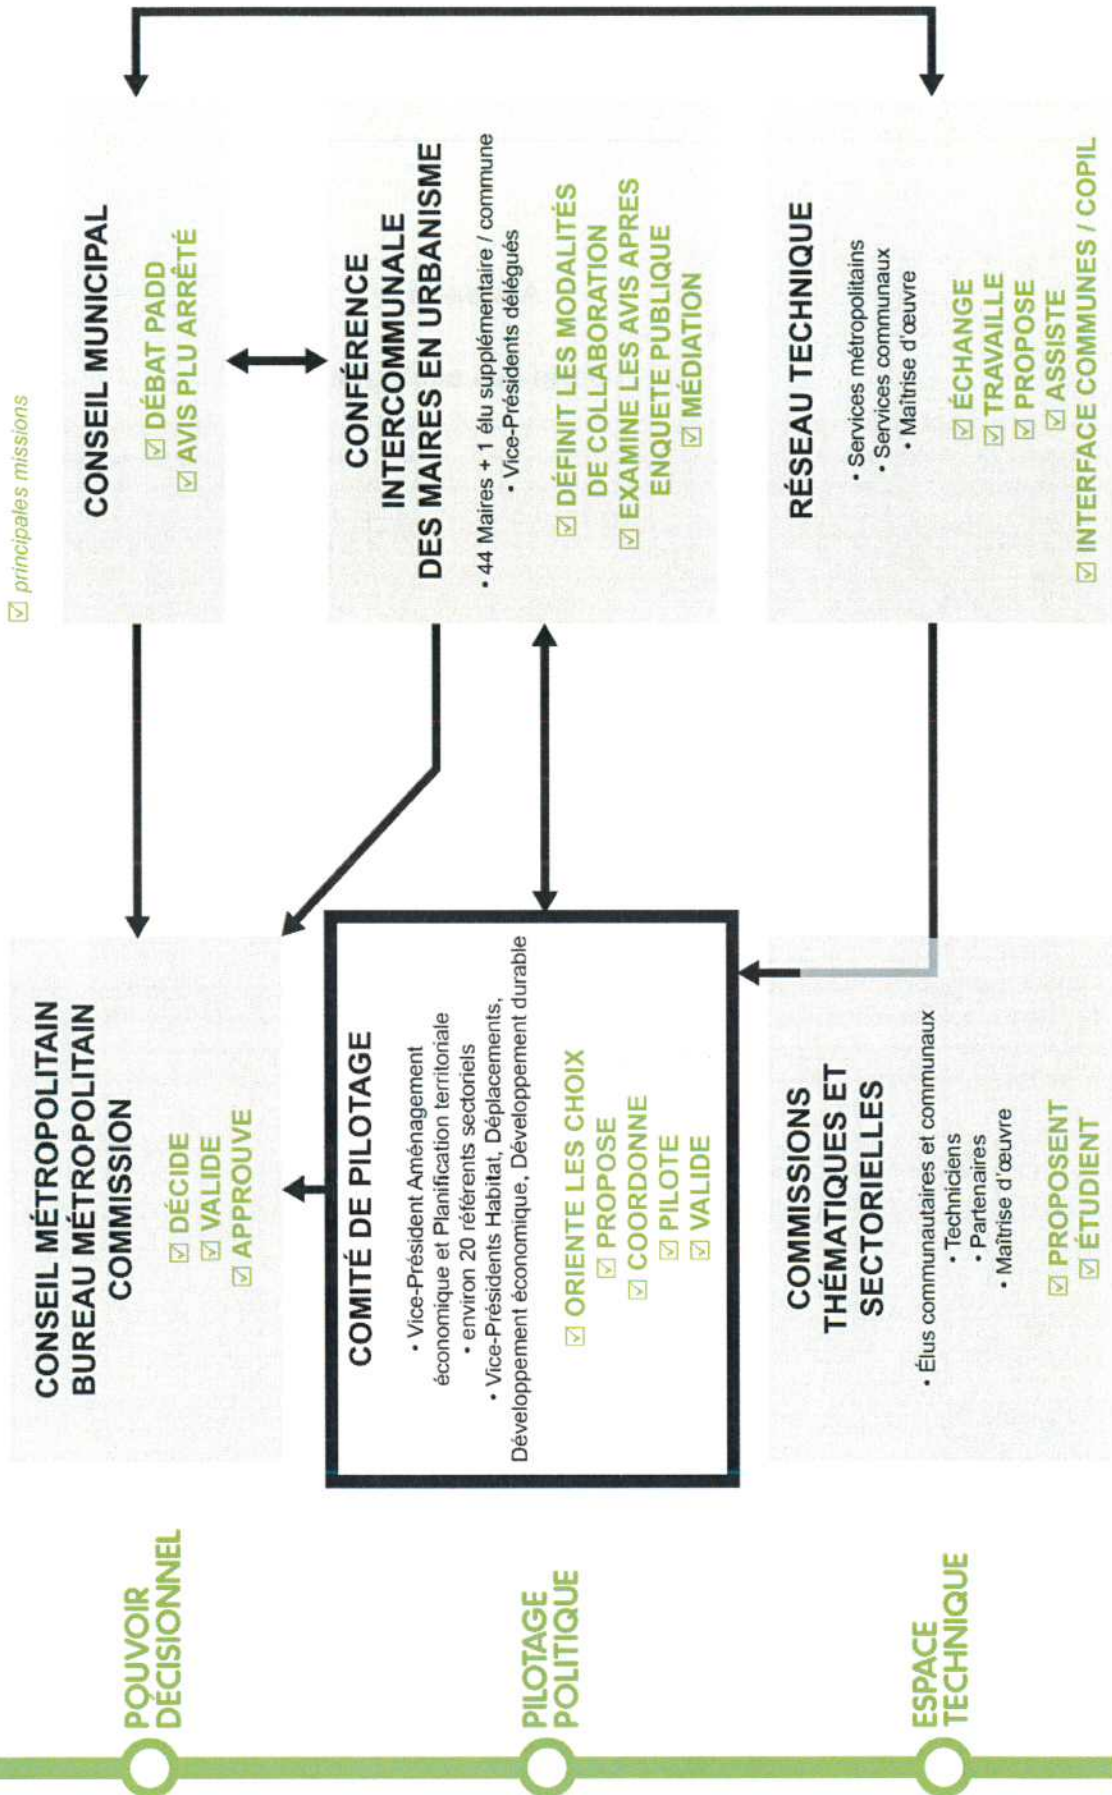 ☑ principales missions
POUVOIR
DÉCISIONNEL
CONSEIL MÉTROPOLITAIN
BUREAU MÉTROPOLITAIN
COMMISSION
☑ DÉCIDE
☑ VALIDE
☑ APPROUVE
CONSEIL MUNICIPAL
☑ DÉBAT PADD
☑ AVIS PLU ARRÊTÉ
PILOTAGE
POLITIQUE
COMITÉ DE PILOTAGE
• Vice-Président Aménagement
économique et Planification territoriale
• environ 20 référents sectoriels
• Vice-Présidents Habitat, Déplacements,
Développement économique, Développement durable
☑ ORIENTE LES CHOIX
☑ PROPOSE
☑ COORDONNE
☑ PILOTE
☑ VALIDE
CONFÉRENCE
INTERCOMMUNALE
DES MAIRES EN URBANISME
• 44 Maires + 1 élu supplémentaire / commune
• Vice-Présidents délégués
☑ DÉFINIT LES MODALITÉS
DE COLLABORATION
☑ EXAMINE LES AVIS APRES
ENQUETE PUBLIQUE
☑ MÉDIATION
ESPACE
TECHNIQUE
COMMISSIONS
THÉMATIQUES ET
SECTORIELLES
• Élus communautaires et communaux
• Techniciens
• Partenaires
• Maîtrise d'œuvre
☑ PROPOSENT
☑ ÉTUDIENT
RÉSEAU TECHNIQUE
• Services métropolitains
• Services communaux
• Maîtrise d'œuvre
☑ ÉCHANGE
☑ TRAVAILLE
☑ PROPOSE
☑ ASSISTE
☑ INTERFACE COMMUNES / COPIL